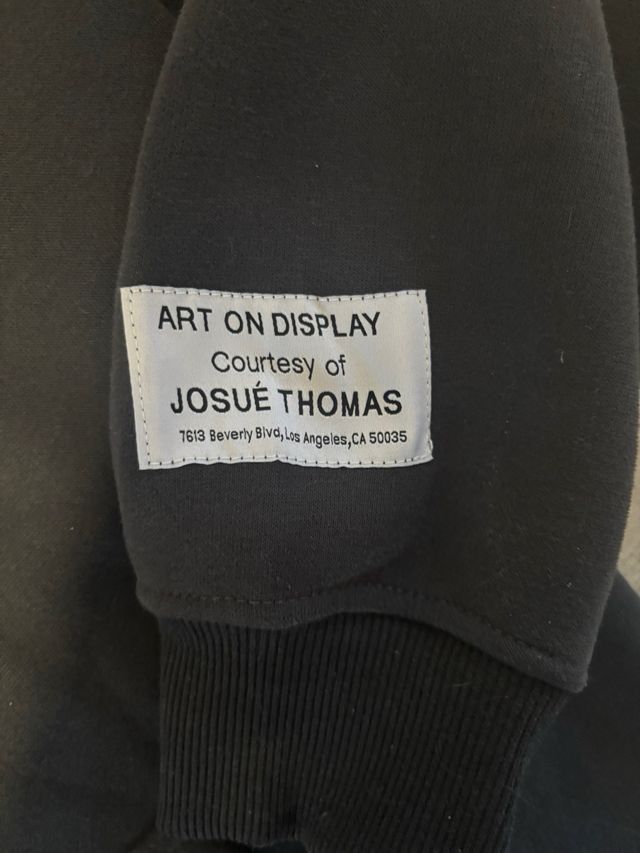 ART ON DISPLAY
Courtesy of
JOSUÉ THOMAS
7613 Beverly Blvd, Los Angeles, CA 50035